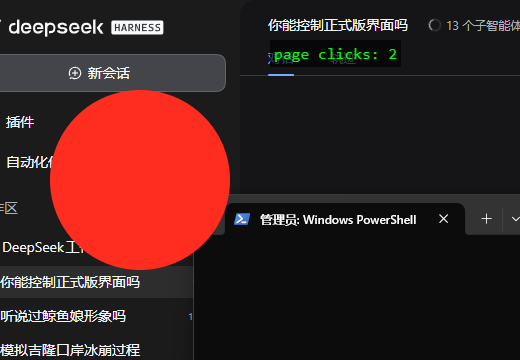 deepseek HARNESS
新会话
插件
自动化
作区
DeepSeek
你能控制正式版界面吗
听说过鲸鱼娘形象吗
1
模拟吉隆口岸冰崩过程
你能控制正式版界面吗
13 个子智能体
page clicks: 2
管理员: Windows PowerShell